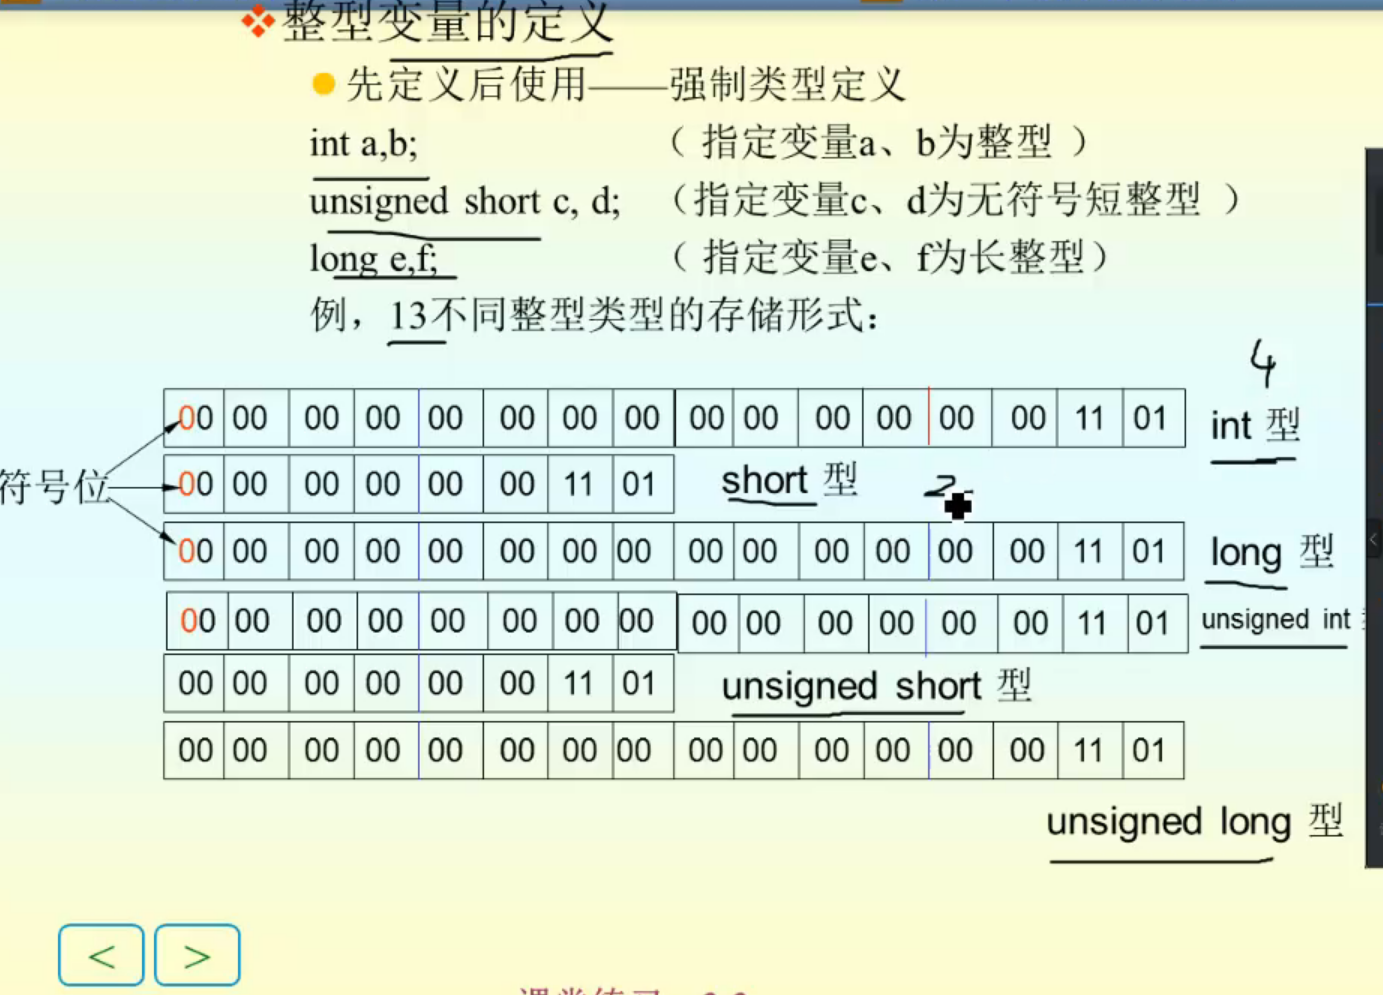 整型变量的定义
先定义后使用——强制类型定义
int a,b; （ 指定变量a、b为整型 ）
unsigned short c, d; （指定变量c、d为无符号短整型 ）
long e,f; （ 指定变量e、f为长整型）
例，13不同整型类型的存储形式：
4
00 00 00 00 00 00 00 00 00 00 00 00 00 00 11 01 int 型
符号位 00 00 00 00 00 00 11 01 short 型 2
00 00 00 00 00 00 00 00 00 00 00 00 00 00 11 01 long 型
00 00 00 00 00 00 00 00 00 00 00 00 00 00 11 01 unsigned int
00 00 00 00 00 00 11 01 unsigned short 型
00 00 00 00 00 00 00 00 00 00 00 00 00 00 11 01
unsigned long 型
< >